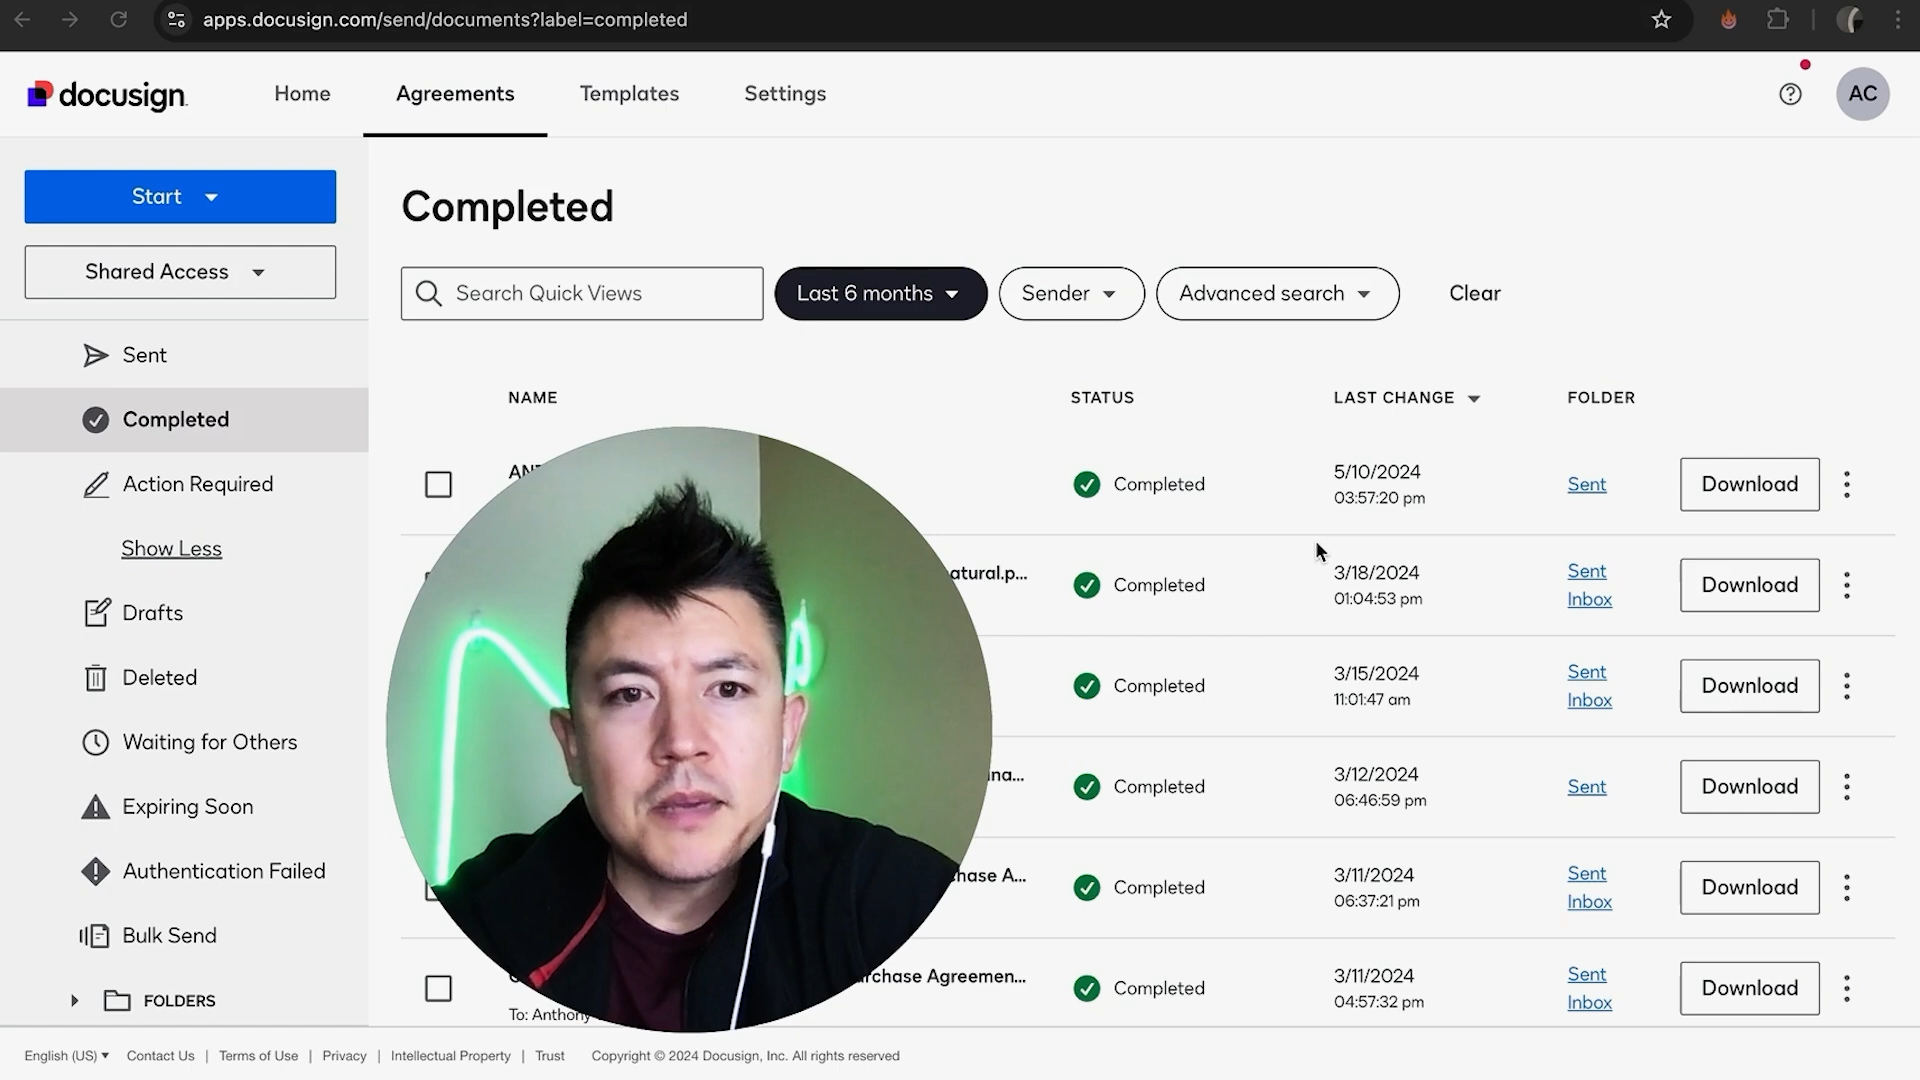 apps.docusign.com/send/documents?label=completed
docusign
Home
Agreements
Templates
Settings
AC
Start
Shared Access
Sent
Completed
Action Required
Show Less
Drafts
Deleted
Waiting for Others
Expiring Soon
Authentication Failed
Bulk Send
FOLDERS
Completed
Search Quick Views
Last 6 months
Sender
Advanced search
Clear
NAME
STATUS
LAST CHANGE
FOLDER
Completed
5/10/2024
03:57:20 pm
Sent
Download
atural.p...
Completed
3/18/2024
01:04:53 pm
Sent
Inbox
Download
Completed
3/15/2024
11:01:47 am
Sent
Inbox
Download
na...
Completed
3/12/2024
06:46:59 pm
Sent
Download
hase A...
Completed
3/11/2024
06:37:21 pm
Sent
Inbox
Download
rchase Agreemen...
To: Anthony
Completed
3/11/2024
04:57:32 pm
Sent
Inbox
Download
English (US) Contact Us | Terms of Use | Privacy | Intellectual Property | Trust Copyright © 2024 Docusign, Inc. All rights reserved